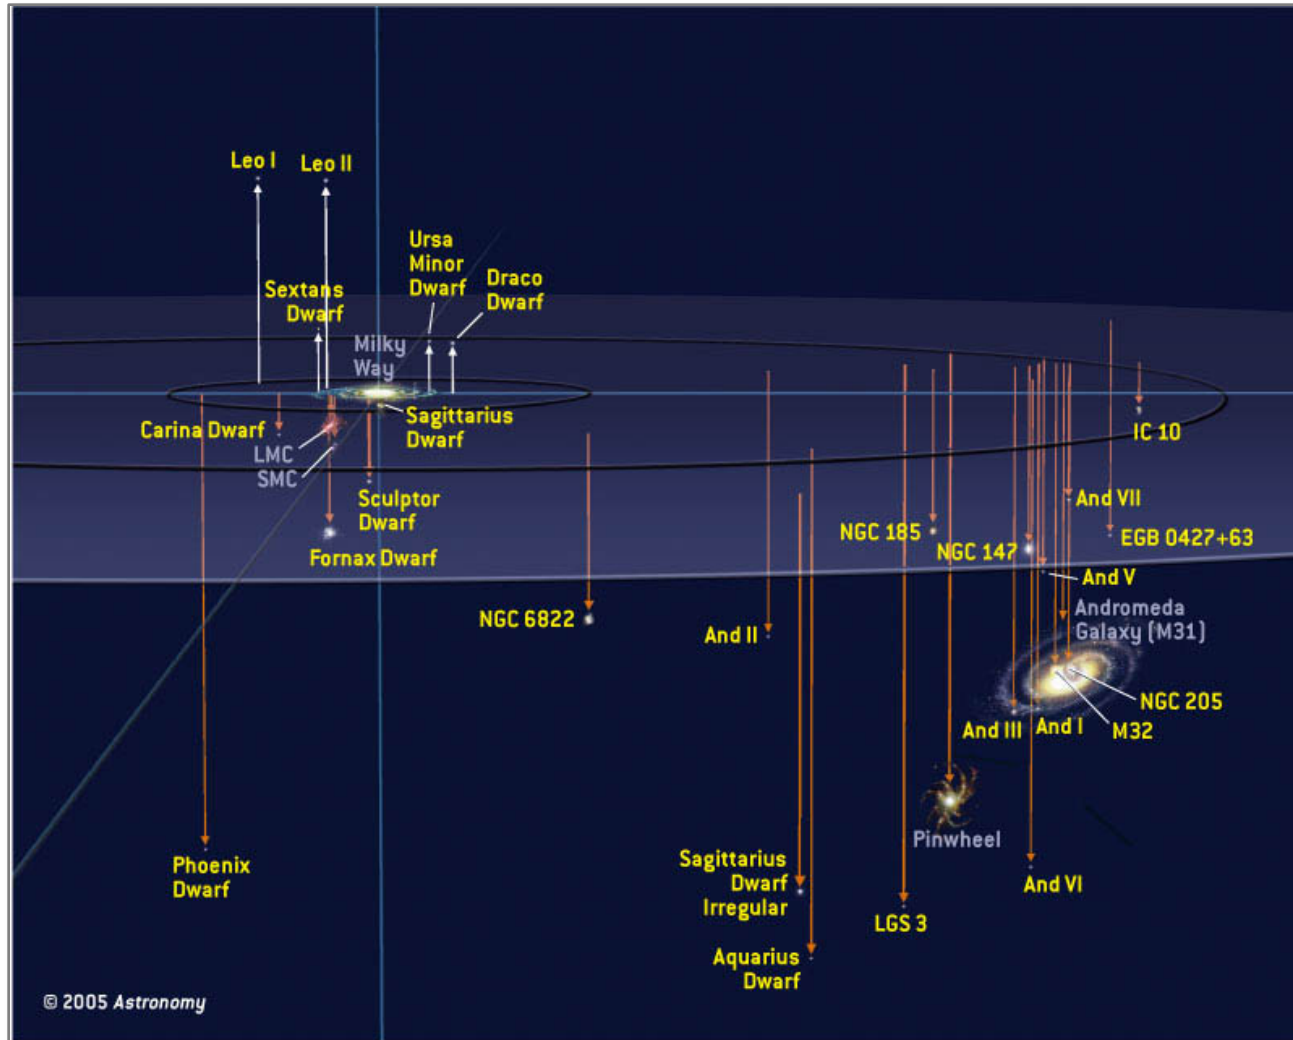 Leo I
Leo II
Ursa
Minor
Dwarf
Draco
Dwarf
Sextans
Dwarf
Milky
Way
Carina Dwarf
LMC
SMC
Sagittarius
Dwarf
Sculptor
Dwarf
Fornax Dwarf
IC 10
And VII
NGC 185
NGC 147
EGB 0427+63
And V
Andromeda
Galaxy (M31)
NGC 6822
And II
NGC 205
And III
And I
M32
Pinwheel
Phoenix
Dwarf
Sagittarius
Dwarf
Irregular
And VI
LGS 3
Aquarius
Dwarf
© 2005 Astronomy